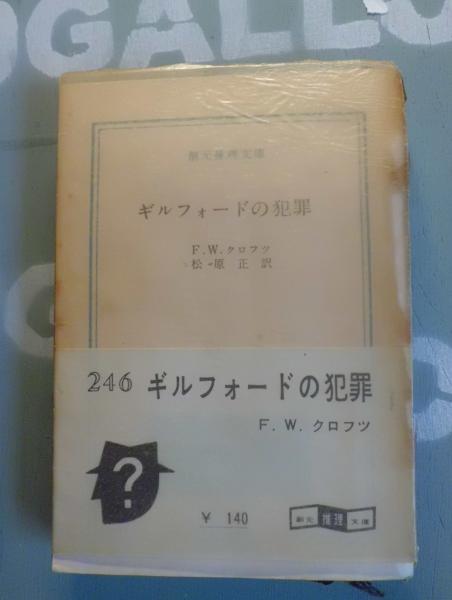 OGALLO
創元推理文庫
ギルフォードの犯罪
F.W.クロフツ
松原正訳
246 ギルフォードの犯罪
F.W.クロフツ
?
¥ 140
創元 推理 文庫